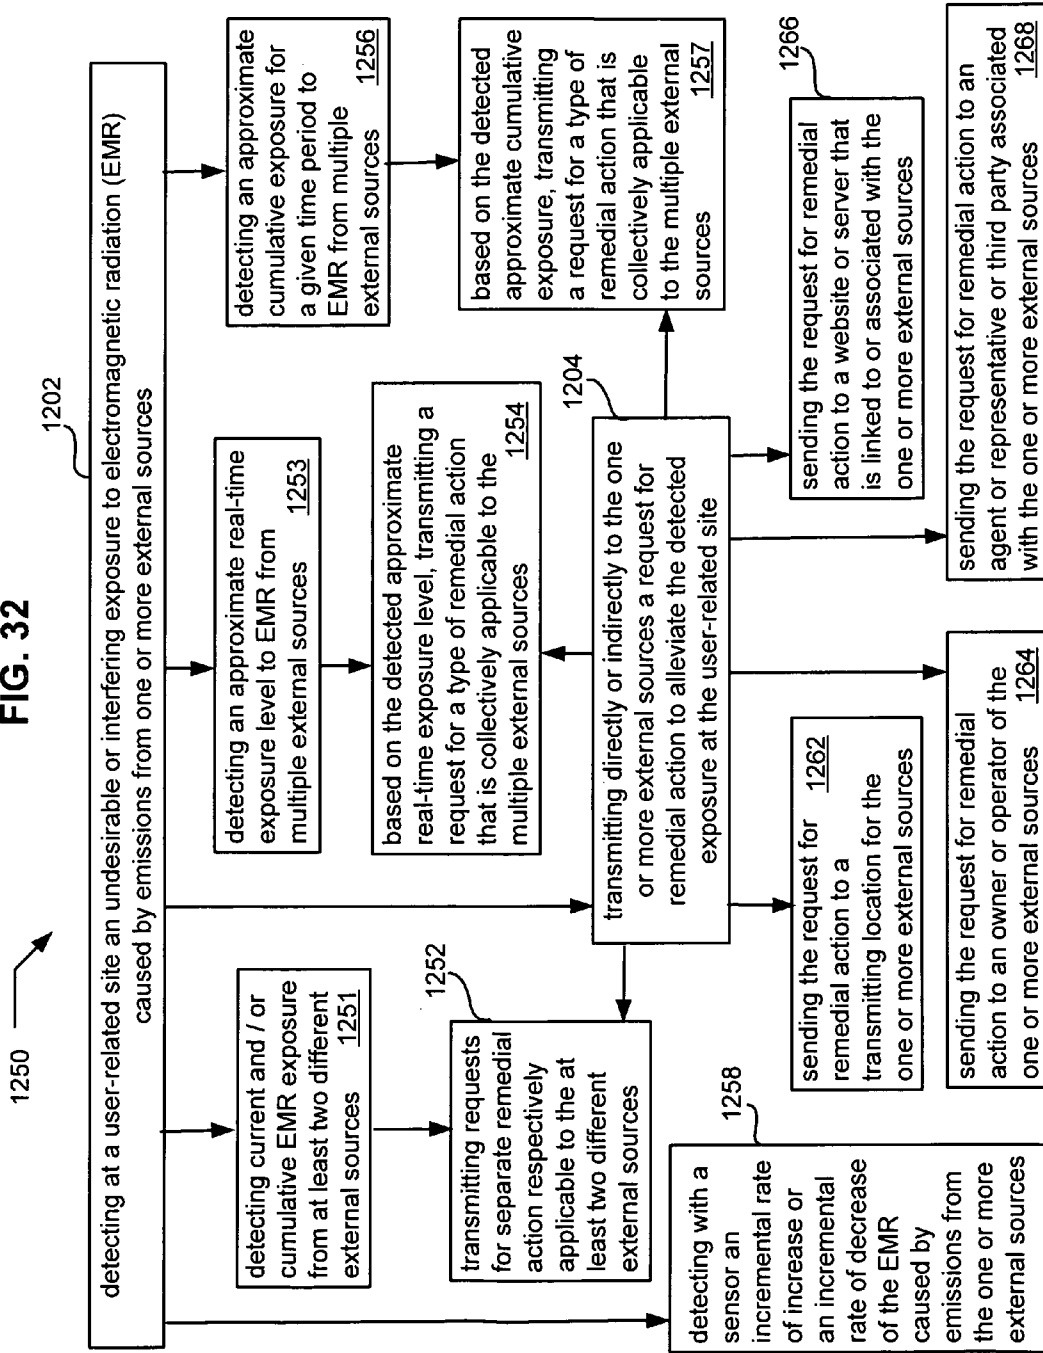 FIG. 32
1250
1202
detecting at a user-related site an undesirable or interfering exposure to electromagnetic radiation (EMR)
caused by emissions from one or more external sources
detecting current and / or
cumulative EMR exposure
from at least two different
external sources 1251
detecting an approximate real-time
exposure level to EMR from
multiple external sources 1253
detecting an approximate
cumulative exposure for
a given time period to
EMR from multiple
external sources 1256
1252
transmitting requests
for separate remedial
action respectively
applicable to the at
least two different
external sources
based on the detected approximate
real-time exposure level, transmitting a
request for a type of remedial action
that is collectively applicable to the
multiple external sources 1254
based on the detected
approximate cumulative
exposure, transmitting
a request for a type of
remedial action that is
collectively applicable
to the multiple external
sources 1257
1204
transmitting directly or indirectly to the one
or more external sources a request for
remedial action to alleviate the detected
exposure at the user-related site
1258
detecting with a
sensor an
incremental rate
of increase or
an incremental
rate of decrease
of the EMR
caused by
emissions from
the one or more
external sources
sending the request for
remedial action to a 1262
transmitting location for the
one or more external sources
1266
sending the request for remedial
action to a website or server that
is linked to or associated with the
one or more external sources
sending the request for remedial
action to an owner or operator of the
one or more external sources 1264
sending the request for remedial action to an
agent or representative or third party associated
with the one or more external sources 1268